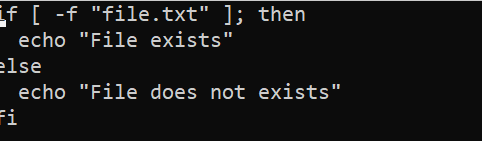 if [ -f "file.txt" ]; then
  echo "File exists"
else
  echo "File does not exists"
fi